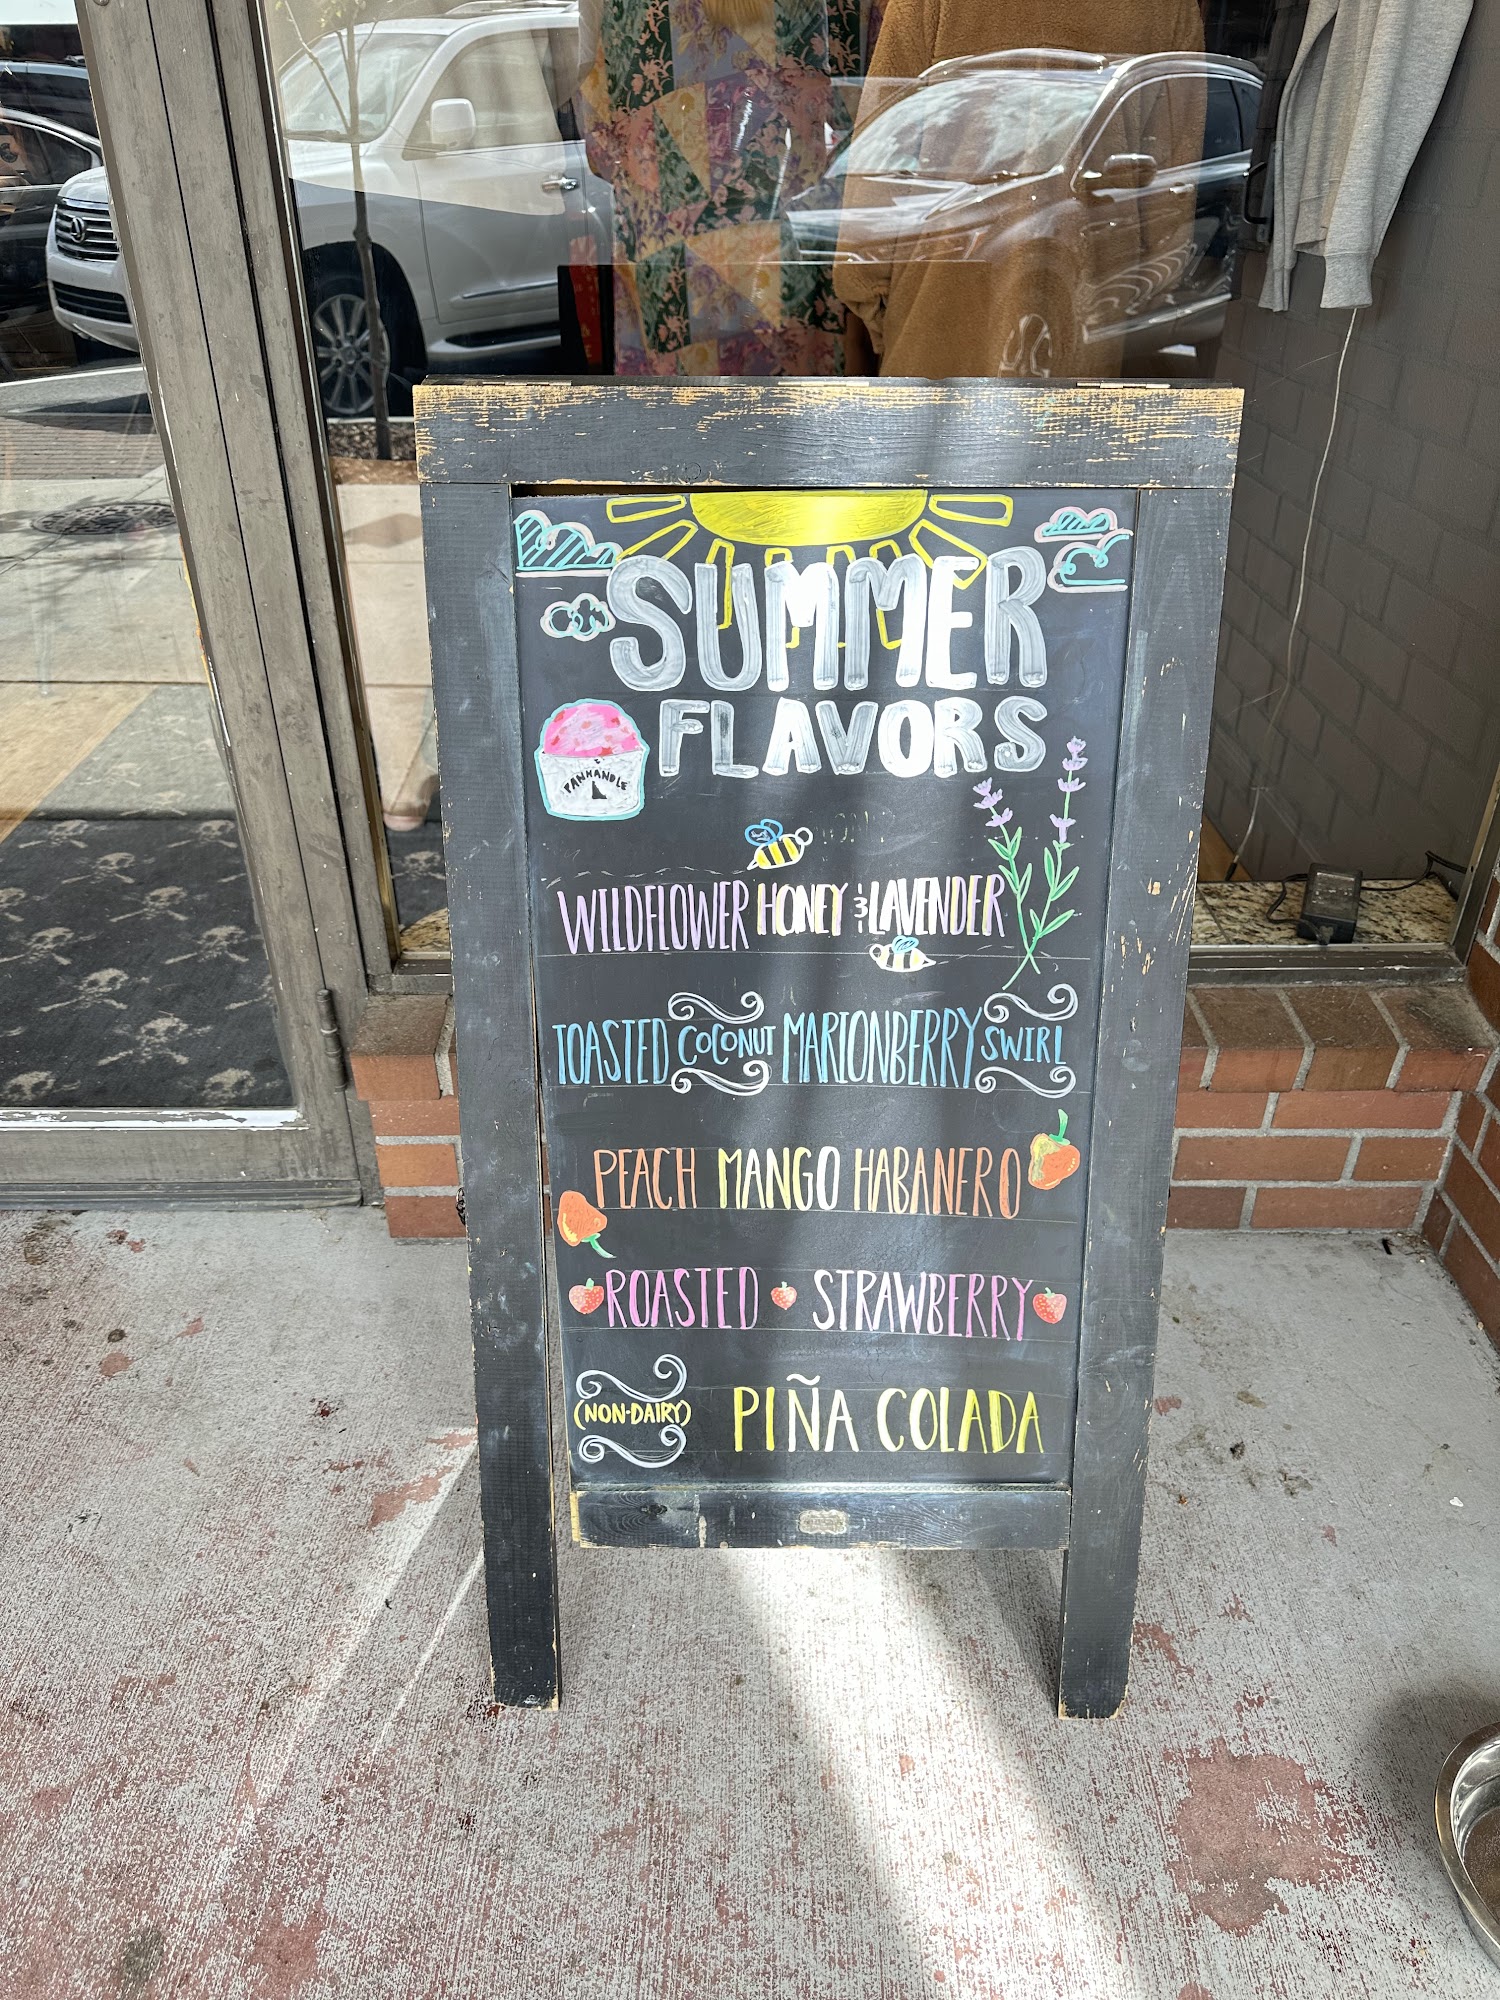 SUMMER
FLAVORS
PANHANDLE
WILDFLOWER HONEY & LAVENDER
TOASTED COCONUT MARIONBERRY SWIRL
PEACH MANGO HABANERO
ROASTED STRAWBERRY
(NON-DAIRY) PIÑA COLADA